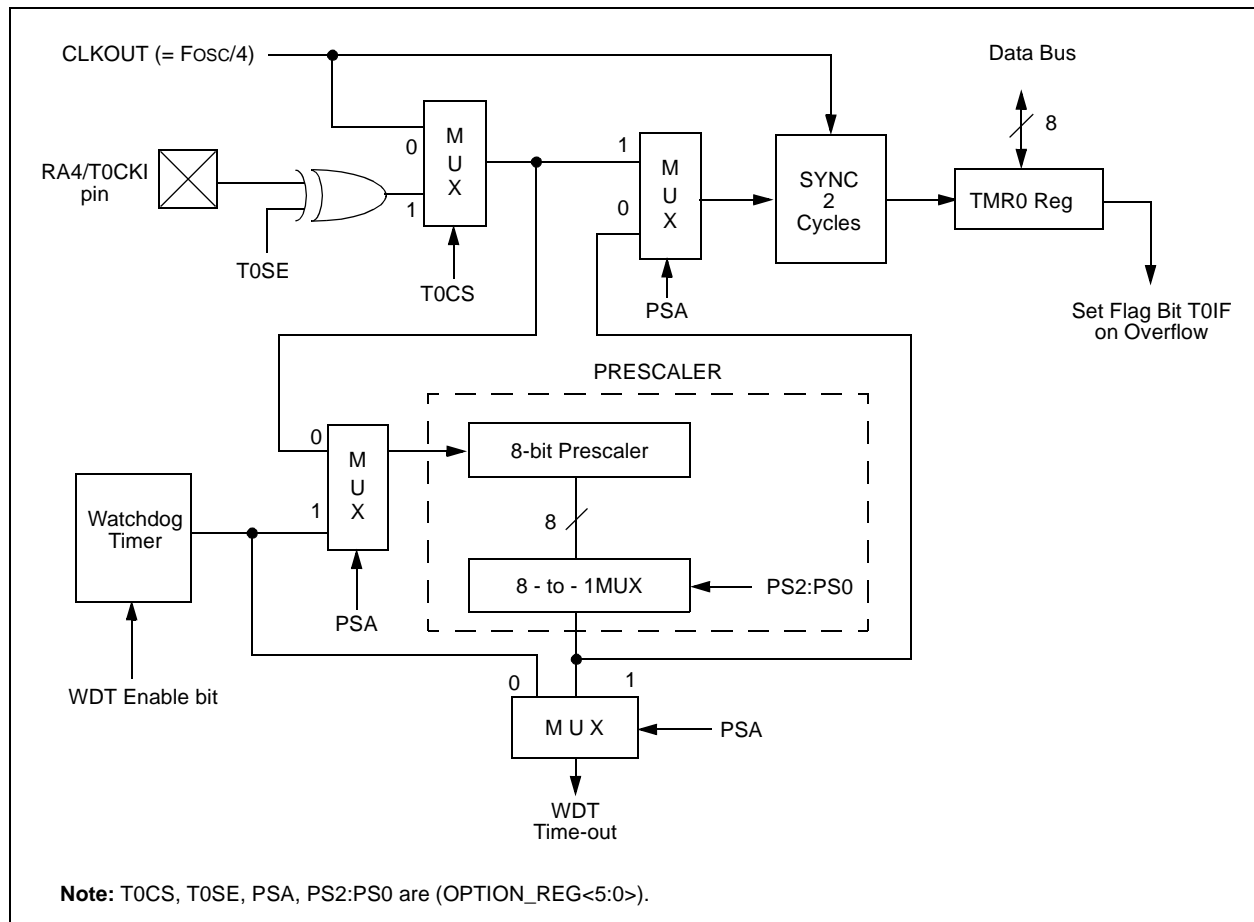 CLKOUT (= FOSC/4)
Data Bus
8
RA4/T0CKI
pin
0
1
M
U
X
T0SE
T0CS
1
0
M
U
X
PSA
SYNC
2
Cycles
TMR0 Reg
Set Flag Bit T0IF
on Overflow
PRESCALER
0
1
M
U
X
PSA
8-bit Prescaler
8
8 - to - 1MUX
PS2:PS0
Watchdog
Timer
WDT Enable bit
0
1
M U X
PSA
WDT
Time-out
Note: T0CS, T0SE, PSA, PS2:PS0 are (OPTION_REG<5:0>).